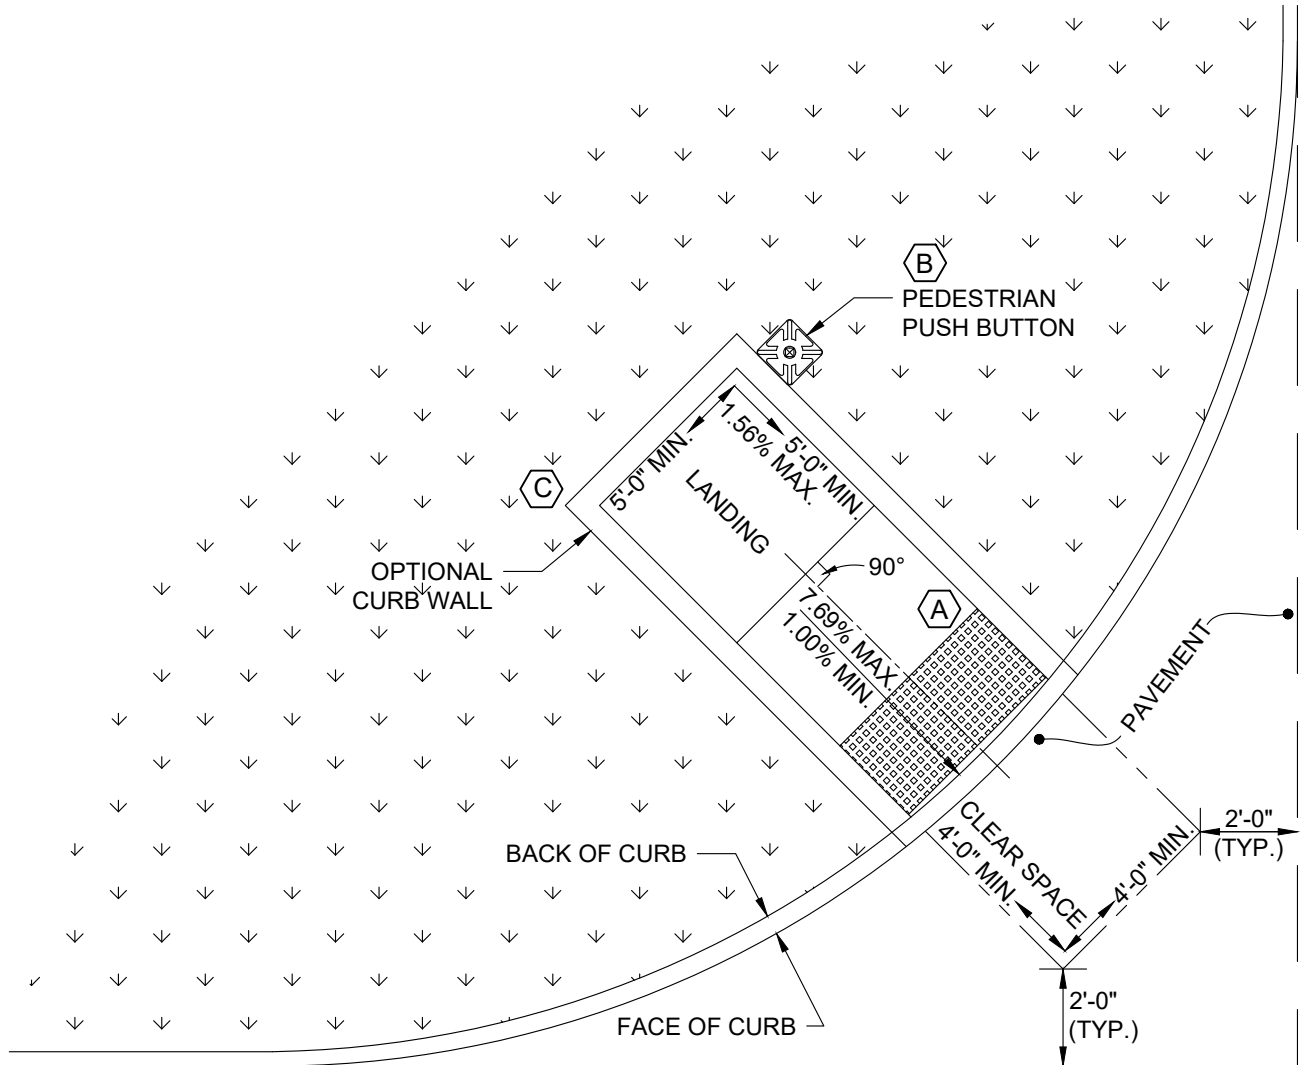 B
PEDESTRIAN
PUSH BUTTON
5'-0" MIN.
1.56% MAX.
5'-0" MIN.
LANDING
C
OPTIONAL
CURB WALL
90°
A
7.69% MAX.
1.00% MIN.
PAVEMENT
CLEAR SPACE
4'-0" MIN.
4'-0" MIN.
2'-0"
(TYP.)
BACK OF CURB
FACE OF CURB
2'-0"
(TYP.)